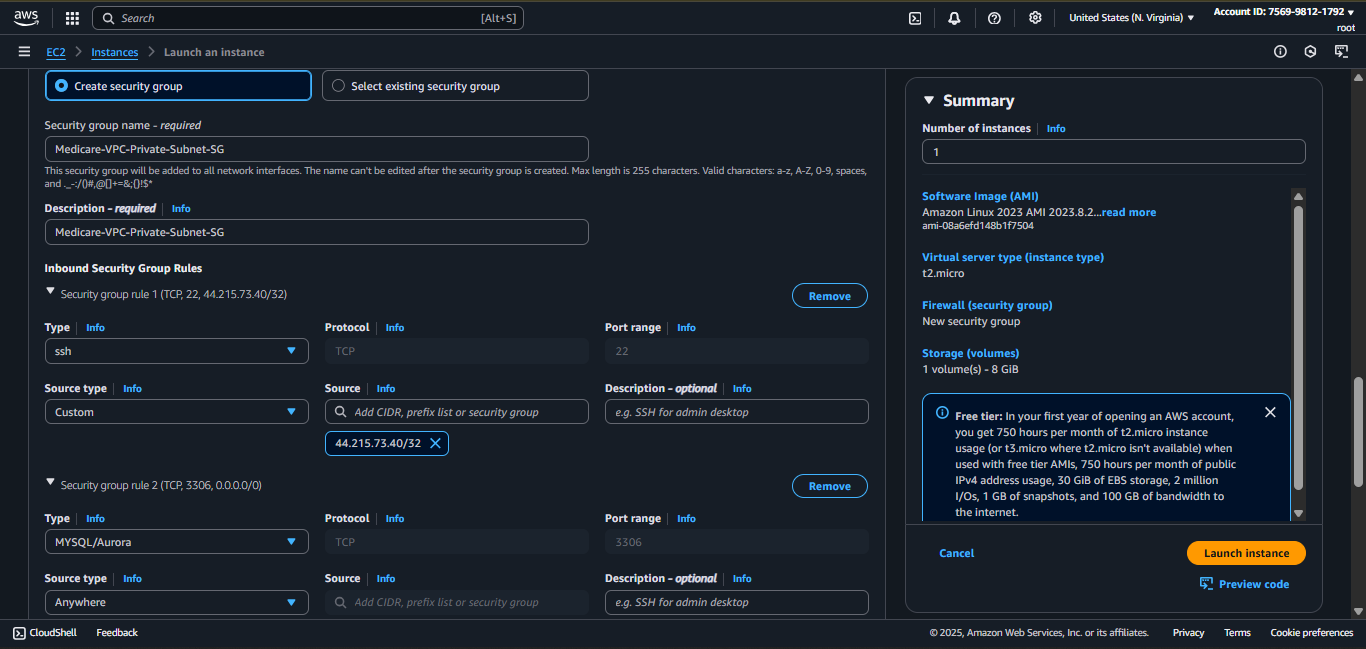 aws
Search [Alt+S]
United States (N. Virginia)
Account ID: 7569-9812-1792
root
EC2 > Instances > Launch an instance
Create security group
Select existing security group
Security group name - required
Medicare-VPC-Private-Subnet-SG
This security group will be added to all network interfaces. The name can't be edited after the security group is created. Max length is 255 characters. Valid characters: a-z, A-Z, 0-9, spaces,
and ._-:/()#,@[]+=&;{}!$*
Description - required Info
Medicare-VPC-Private-Subnet-SG
Inbound Security Group Rules
Security group rule 1 (TCP, 22, 44.215.73.40/32)
Remove
Type Info
Protocol Info
Port range Info
ssh
TCP
22
Source type Info
Source Info
Description - optional Info
Custom
Add CIDR, prefix list or security group
e.g. SSH for admin desktop
44.215.73.40/32
Security group rule 2 (TCP, 3306, 0.0.0.0/0)
Remove
Type Info
Protocol Info
Port range Info
MYSQL/Aurora
TCP
3306
Source type Info
Source Info
Description - optional Info
Anywhere
Add CIDR, prefix list or security group
e.g. SSH for admin desktop
Summary
Number of instances Info
1
Software Image (AMI)
Amazon Linux 2023 AMI 2023.8.2...read more
ami-08a6efd148b1f7504
Virtual server type (instance type)
t2.micro
Firewall (security group)
New security group
Storage (volumes)
1 volume(s) - 8 GiB
Free tier: In your first year of opening an AWS account,
you get 750 hours per month of t2.micro instance
usage (or t3.micro where t2.micro isn't available) when
used with free tier AMIs, 750 hours per month of public
IPv4 address usage, 30 GiB of EBS storage, 2 million
I/Os, 1 GB of snapshots, and 100 GB of bandwidth to
the internet.
Cancel
Launch instance
Preview code
CloudShell
Feedback
© 2025, Amazon Web Services, Inc. or its affiliates.
Privacy
Terms
Cookie preferences